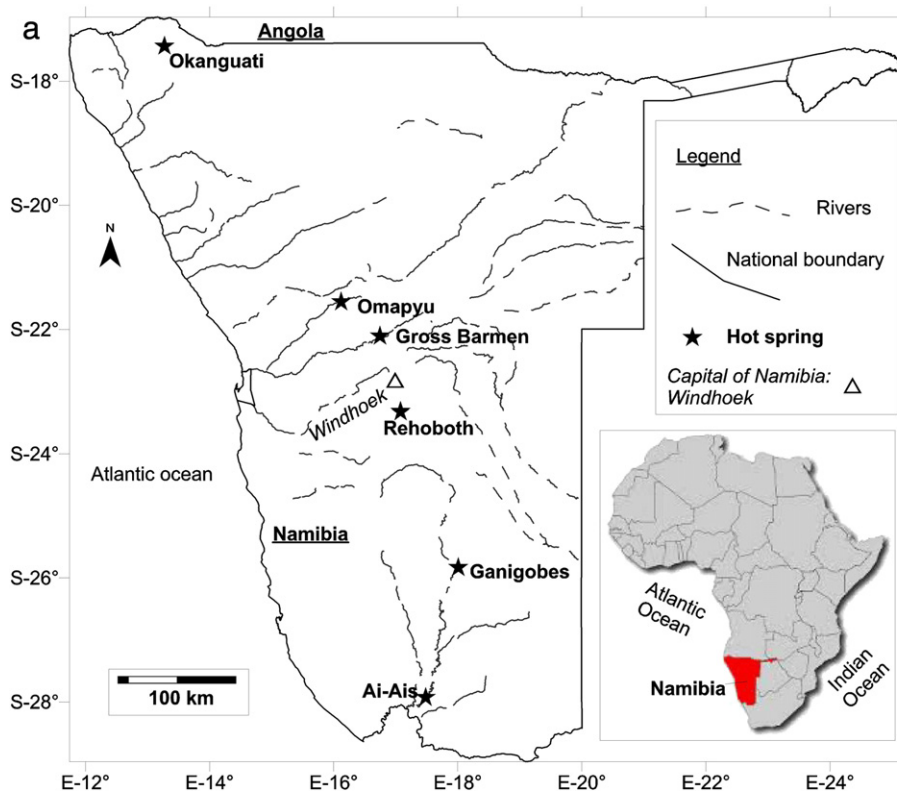 a
Angola
Okanguati
S-18°
Legend
S-20°
Rivers
N
National boundary
Omapyu
S-22°
Gross Barmen
Hot spring
Capital of Namibia:
Windhoek
Windhoek
Rehoboth
S-24°
Atlantic ocean
Namibia
S-26°
Ganigobes
Atlantic
Ocean
Indian
Ocean
Namibia
100 km
Ai-Ais
S-28°
E-12 E-14 E-16 E-18 E-20 E-22 E-24